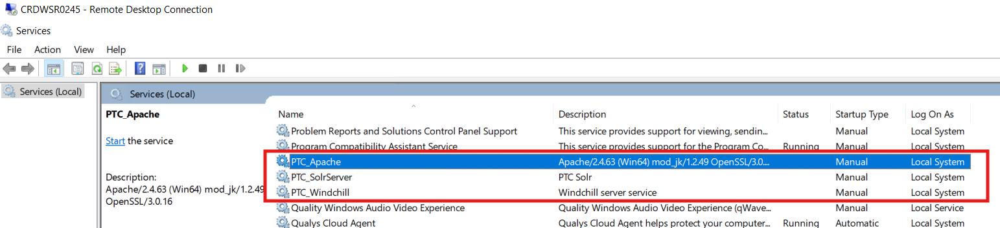 CRDWSR0245 - Remote Desktop Connection
Services
File Action View Help
Services (Local)
Services (Local)
PTC_Apache
Start the service
Description:
Apache/2.4.63 (Win64) mod_jk/1.2.49
OpenSSL/3.0.16
Name Description Status Startup Type Log On As
Problem Reports and Solutions Control Panel Support This service provides support for viewing, sendin... Manual Local System
Program Compatibility Assistant Service This service provides support for the Program Co... Running Manual Local System
PTC_Apache Apache/2.4.63 (Win64) mod_jk/1.2.49 OpenSSL/3.0.... Manual Local System
PTC_SolrServer PTC Solr Manual Local System
PTC_Windchill Windchill server service Manual Local System
Quality Windows Audio Video Experience Quality Windows Audio Video Experience (qWave... Manual Local Service
Qualys Cloud Agent Qualys Cloud Agent helps protect your computer... Running Automatic Local System